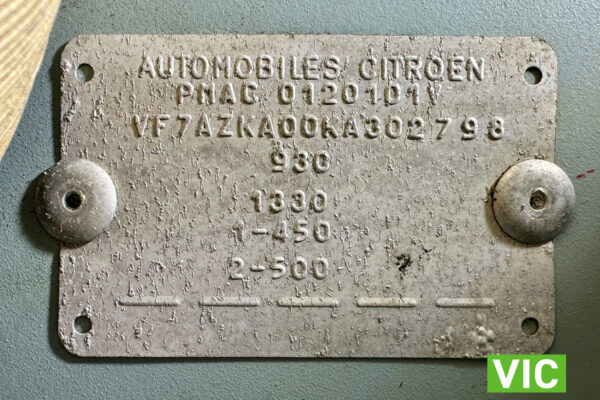 AUTOMOBILES CITROEN
PMAC 0120101V
VF7AZKA00KA302798
930
1330
1-450
2-500
VIC